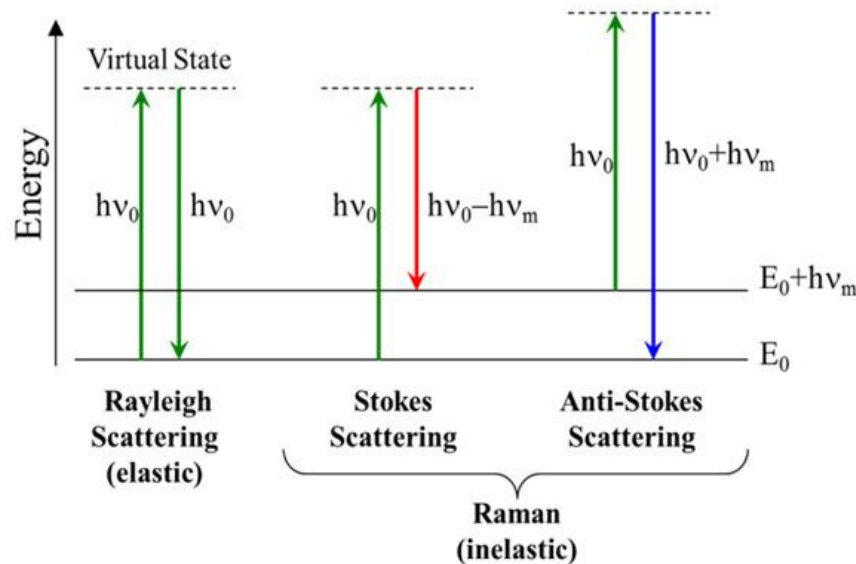 Energy
Virtual State
hν₀
hν₀
hν₀
hν₀–hνₘ
hν₀
hν₀+hνₘ
E₀+hνₘ
E₀
Rayleigh
Scattering
(elastic)
Stokes
Scattering
Anti-Stokes
Scattering
Raman
(inelastic)